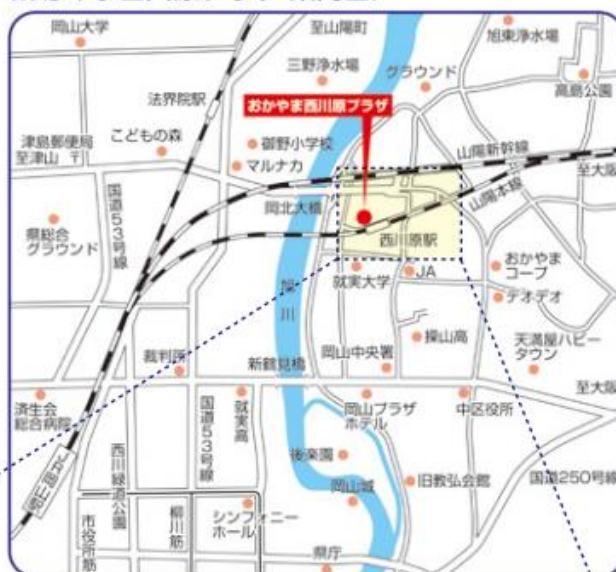 岡山大学
至山陽町
旭東浄水場
三野浄水場
グラウンド
高島公園
法界院駅
おかやま西川原プラザ
津島郵便局
至津山 〒
こどもの森
御野小学校
マルナカ
山陽新幹線
至大阪
国道53号線
岡北大橋
山陽本線
県総合
グラウンド
西川原駅
就実大学
JA
おかやま
コープ
デオデオ
旭川
操山高
裁判所
新鶴見橋
岡山中央署
天満屋ハピー
タウン
至大阪
済生会
総合病院
国道53号線
就実高
岡山プラザ
ホテル
中区役所
西川緑道公園
後楽園
旧教弘会館
国道250号線
JR岡山駅
岡山城
柳川筋
シンフォニー
ホール
市役所筋
県庁